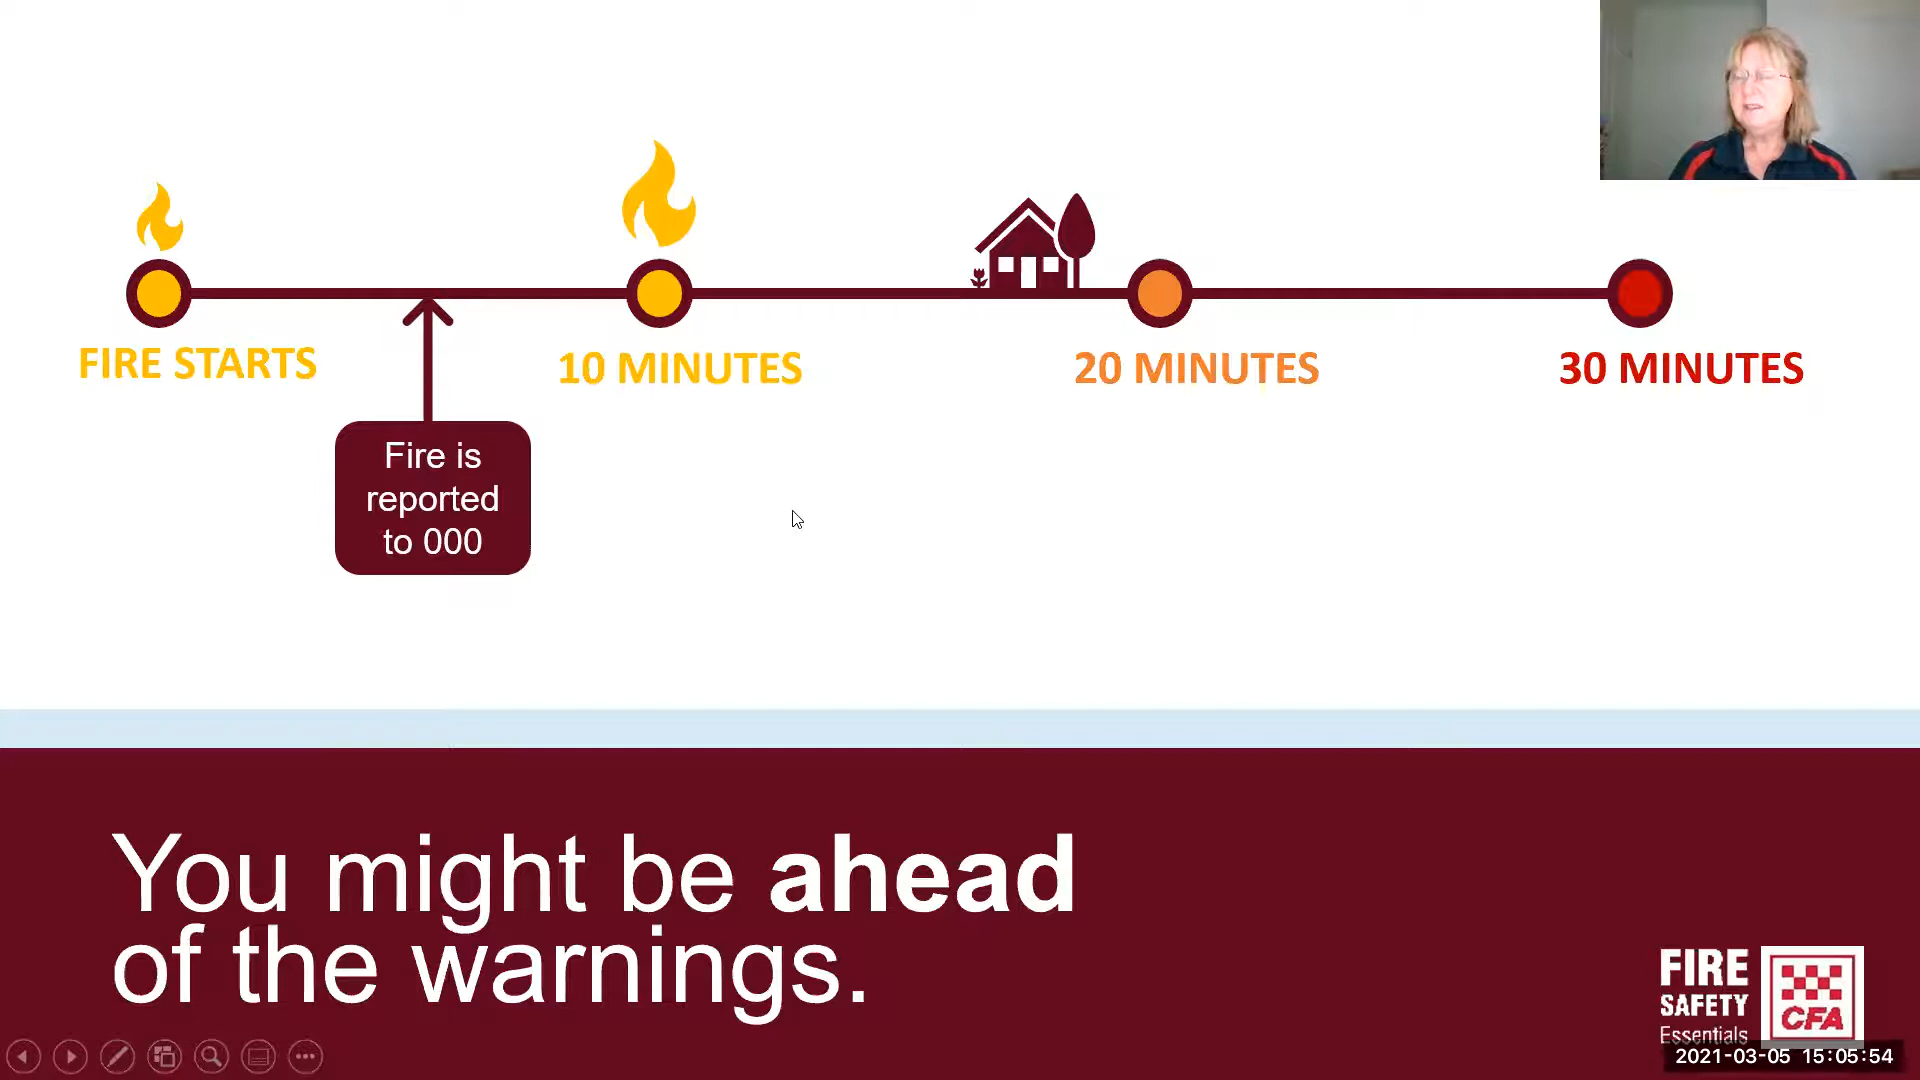 FIRE STARTS
10 MINUTES
20 MINUTES
30 MINUTES
Fire is
reported
to 000
You might be ahead
of the warnings.
FIRE
SAFETY
Essentials
CFA
2021-03-05 15:05:54